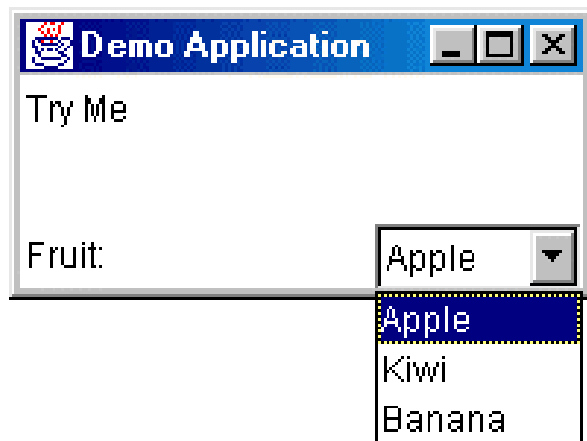 Demo Application
Try Me
Fruit: Apple
Apple
Kiwi
Banana